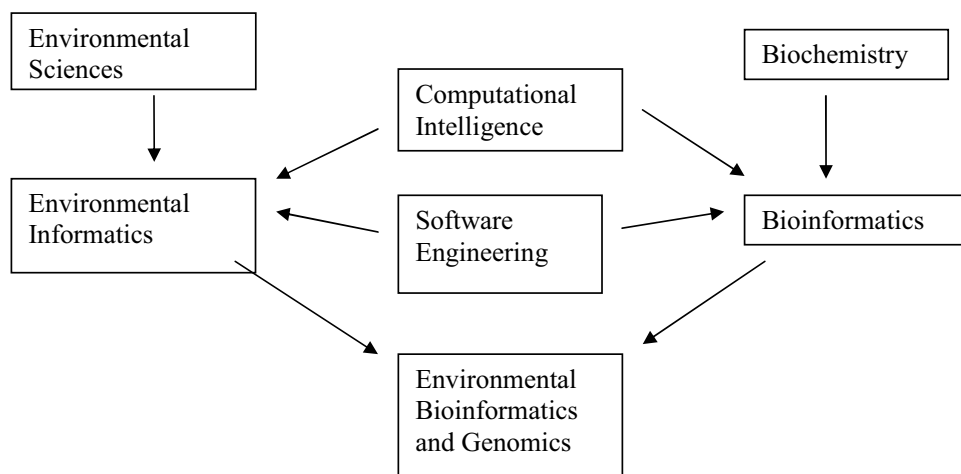 Environmental
Sciences
Biochemistry
Computational
Intelligence
Environmental
Informatics
Software
Engineering
Bioinformatics
Environmental
Bioinformatics
and Genomics